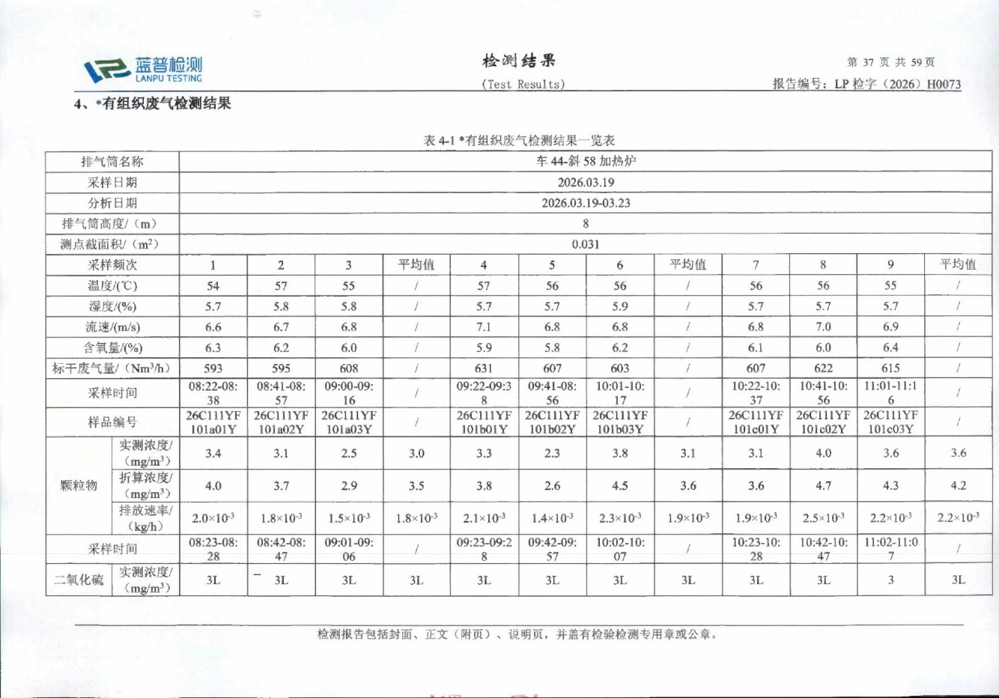 蓝普检测
LANPU TESTING
检测结果
(Test Results)
第 37 页 共 59页
报告编号：LP 检字（2026）H0073
4、*有组织废气检测结果
表 4-1 *有组织废气检测结果一览表
排气筒名称 车 44-斜 58 加热炉
采样日期 2026.03.19
分析日期 2026.03.19-03.23
排气筒高度/（m） 8
测点截面积/（m²） 0.031
采样频次 1 2 3 平均值 4 5 6 平均值 7 8 9 平均值
温度/(℃) 54 57 55 / 57 56 56 / 56 56 55 /
湿度/(%) 5.7 5.8 5.8 / 5.7 5.7 5.9 / 5.7 5.7 5.7 /
流速/(m/s) 6.6 6.7 6.8 / 7.1 6.8 6.8 / 6.8 7.0 6.9 /
含氧量/(%) 6.3 6.2 6.0 / 5.9 5.8 6.2 / 6.1 6.0 6.4 /
标干废气量/（Nm³/h） 593 595 608 / 631 607 603 / 607 622 615 /
采样时间 08:22-08:38 08:41-08:57 09:00-09:16 / 09:22-09:38 09:41-08:56 10:01-10:17 / 10:22-10:37 10:41-10:56 11:01-11:16 /
样品编号 26C111YF101a01Y 26C111YF101a02Y 26C111YF101a03Y / 26C111YF101b01Y 26C111YF101b02Y 26C111YF101b03Y / 26C111YF101c01Y 26C111YF101c02Y 26C111YF101c03Y /
颗粒物 实测浓度/（mg/m³） 3.4 3.1 2.5 3.0 3.3 2.3 3.8 3.1 3.1 4.0 3.6 3.6
折算浓度/（mg/m³） 4.0 3.7 2.9 3.5 3.8 2.6 4.5 3.6 3.6 4.7 4.3 4.2
排放速率/（kg/h） 2.0×10⁻³ 1.8×10⁻³ 1.5×10⁻³ 1.8×10⁻³ 2.1×10⁻³ 1.4×10⁻³ 2.3×10⁻³ 1.9×10⁻³ 1.9×10⁻³ 2.5×10⁻³ 2.2×10⁻³ 2.2×10⁻³
采样时间 08:23-08:28 08:42-08:47 09:01-09:06 / 09:23-09:28 09:42-09:57 10:02-10:07 / 10:23-10:28 10:42-10:47 11:02-11:07 /
二氧化硫 实测浓度/（mg/m³） 3L 3L 3L 3L 3L 3L 3L 3L 3L 3L 3 3L
检测报告包括封面、正文（附页）、说明页，并盖有检验检测专用章或公章。